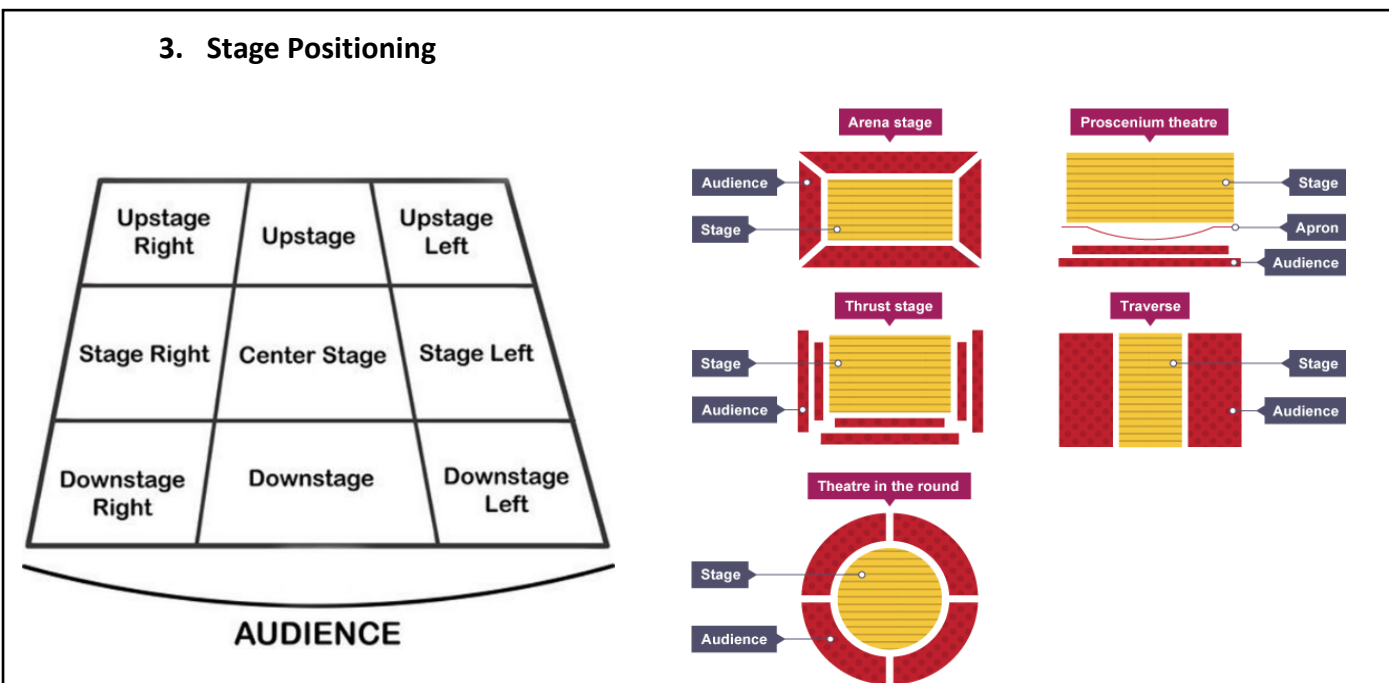 3. Stage Positioning
Upstage
Right
Upstage
Upstage
Left
Stage Right
Center Stage
Stage Left
Downstage
Right
Downstage
Downstage
Left
AUDIENCE
Arena stage
Audience
Stage
Proscenium theatre
Stage
Apron
Audience
Thrust stage
Stage
Audience
Traverse
Stage
Audience
Theatre in the round
Stage
Audience